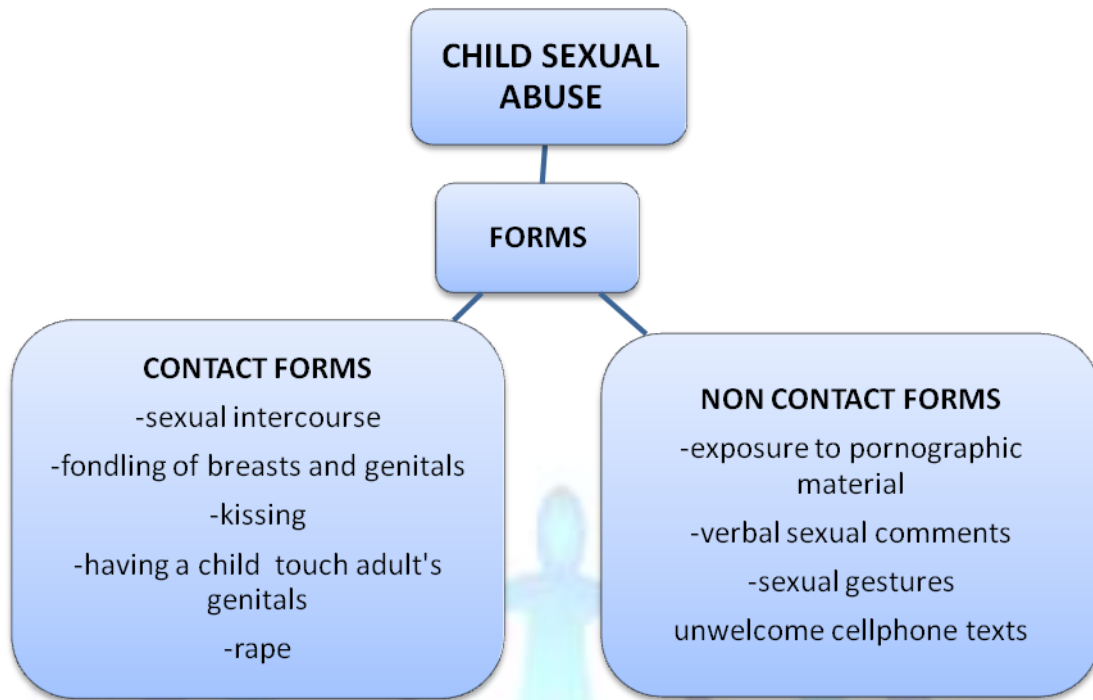 CHILD SEXUAL
ABUSE
FORMS
CONTACT FORMS
-sexual intercourse
-fondling of breasts and genitals
-kissing
-having a child  touch adult's
genitals
-rape
NON CONTACT FORMS
-exposure to pornographic
material
-verbal sexual comments
-sexual gestures
unwelcome cellphone texts